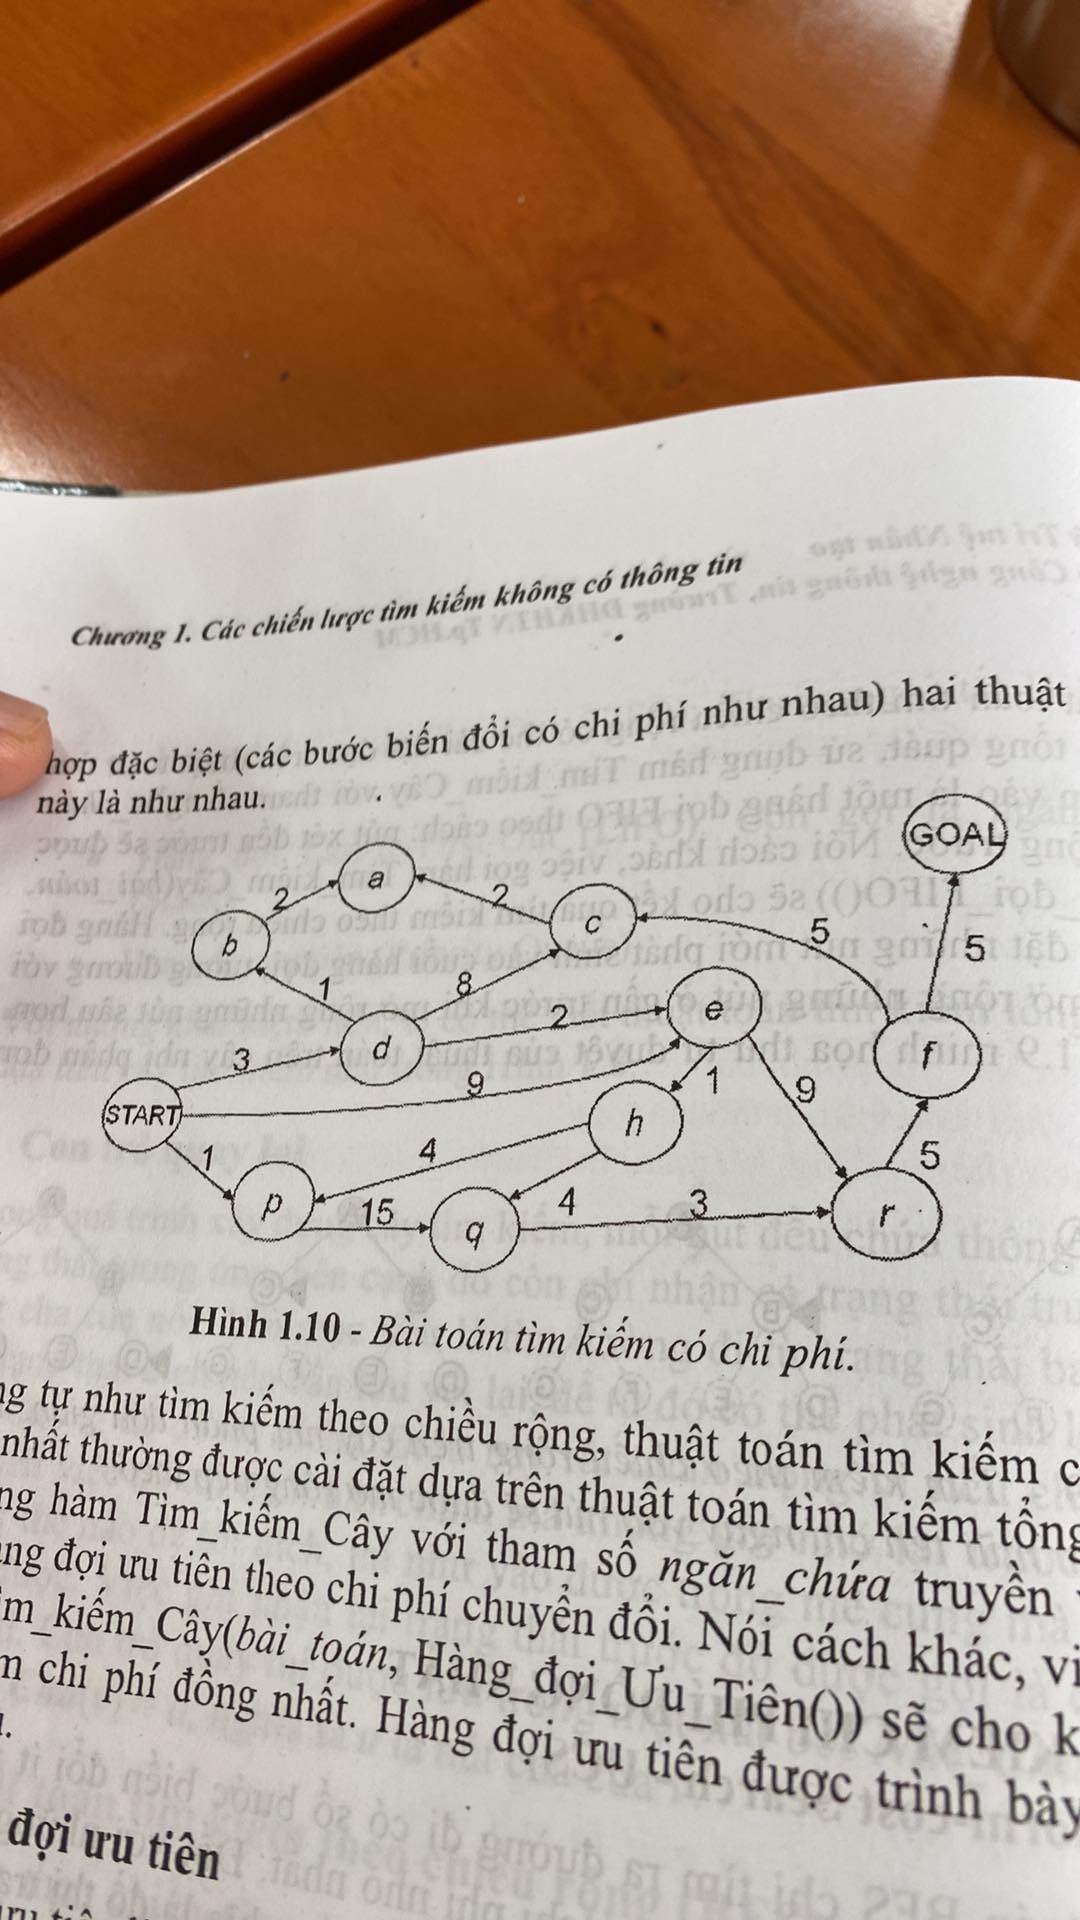 Chương 1. Các chiến lược tìm kiếm không có thông tin
hợp đặc biệt (các bước biến đổi có chi phí như nhau) hai thuật
này là như nhau.
GOAL
a
2
2
c
b
5
5
1
8
e
2
d
f
3
9
1
9
START
h
4
1
5
p
15
4
3
r
q
Hình 1.10 - Bài toán tìm kiếm có chi phí.
tự như tìm kiếm theo chiều rộng, thuật toán tìm kiếm
nhất thường được cài đặt dựa trên thuật toán tìm kiếm tổng
hàm Tìm_kiếm_Cây với tham số ngăn_chứa truyền
đợi ưu tiên theo chi phí chuyển đổi. Nói cách khác,
m_kiếm_Cây(bài_toán, Hàng_đợi_Ưu_Tiên()) sẽ cho
chi phí đồng nhất. Hàng đợi ưu tiên được trình bày
đợi ưu tiên